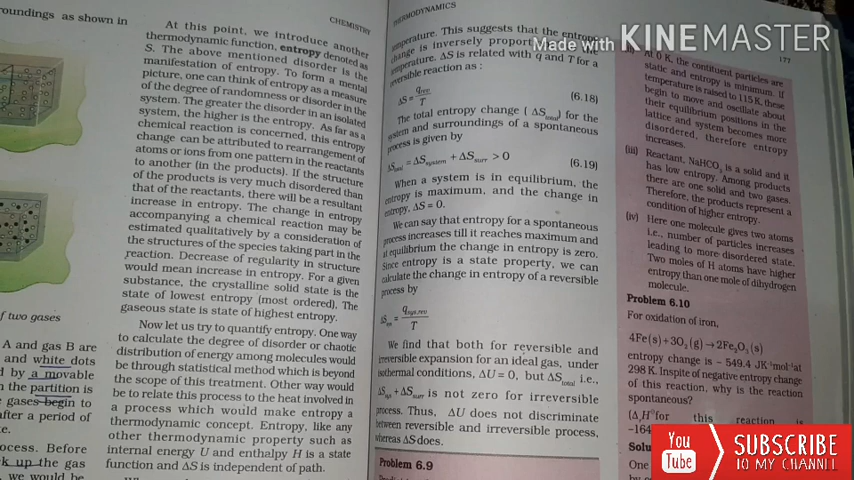 roundings as shown in
of two gases
A and gas B are
and white dots
d by a movable
n the partition is
e gases begin to
after a period of
e.
ocess. Before
k up the gas
, we would be
CHEMISTRY
At this point, we introduce another
thermodynamic function, entropy denoted as
S. The above mentioned disorder is the
manifestation of entropy. To form a mental
picture, one can think of entropy as a measure
of the degree of randomness or disorder in the
system. The greater the disorder in an isolated
system, the higher is the entropy. As far as a
chemical reaction is concerned, this entropy
change can be attributed to rearrangement of
atoms or ions from one pattern in the reactants
to another (in the products). If the structure
of the products is very much disordered than
that of the reactants, there will be a resultant
increase in entropy. The change in entropy
accompanying a chemical reaction may be
estimated qualitatively by a consideration of
the structures of the species taking part in the
reaction. Decrease of regularity in structure
would mean increase in entropy. For a given
substance, the crystalline solid state is the
state of lowest entropy (most ordered). The
gaseous state is state of highest entropy.
Now let us try to quantify entropy. One way
to calculate the degree of disorder or chaotic
distribution of energy among molecules would
be through statistical method which is beyond
the scope of this treatment. Other way would
be to relate this process to the heat involved in
a process which would make entropy a
thermodynamic concept. Entropy, like any
other thermodynamic property such as
internal energy U and enthalpy H is a state
function and ΔS is independent of path.
THERMODYNAMICS
temperature. This suggests that the entropy
change is inversely proport the
temperature. ΔS is related with q and T for a
reversible reaction as :
ΔS = q_rev / T (6.18)
The total entropy change ( ΔS_total) for the
system and surroundings of a spontaneous
process is given by
ΔS_total = ΔS_system + ΔS_surr > 0 (6.19)
When a system is in equilibrium, the
entropy is maximum, and the change in
entropy, ΔS = 0.
We can say that entropy for a spontaneous
process increases till it reaches maximum and
at equilibrium the change in entropy is zero.
Since entropy is a state property, we can
calculate the change in entropy of a reversible
process by
ΔS_sys = q_sys,rev / T
We find that both for reversible and
irreversible expansion for an ideal gas, under
isothermal conditions, ΔU = 0, but ΔS_total i.e.,
ΔS_sys + ΔS_surr is not zero for irreversible
process. Thus, ΔU does not discriminate
between reversible and irreversible process,
whereas ΔS does.
Problem 6.9
177
At 0 K, the constituent particles are
static and entropy is minimum. If
temperature is raised to 115 K, these
begin to move and oscillate about
their equilibrium positions in the
lattice and system becomes more
disordered, therefore entropy
increases.
(iii) Reactant, NaHCO₃ is a solid and it
has low entropy. Among products
there are one solid and two gases.
Therefore, the products represent a
condition of higher entropy.
(iv) Here one molecule gives two atoms
i.e., number of particles increases
leading to more disordered state.
Two moles of H atoms have higher
entropy than one mole of dihydrogen
molecule.
Problem 6.10
For oxidation of iron,
4Fe(s)+3O₂(g)→2Fe₂O₃(s)
entropy change is – 549.4 JK⁻¹mol⁻¹at
298 K. Inspite of negative entropy change
of this reaction, why is the reaction
spontaneous?
(Δ_rH° for this reaction is
–164
Solu
One
Made with KINEMASTER
You Tube
SUBSCRIBE
TO MY CHANNEL